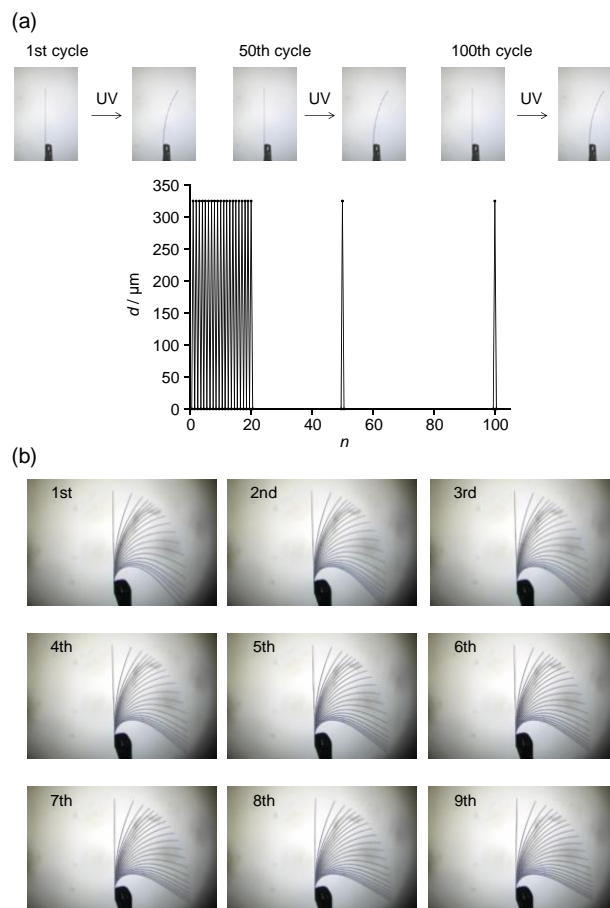 (a)
1st cycle 50th cycle 100th cycle
UV UV UV
350
300
250
200
150
100
50
0
d / µm
0 20 40 60 80 100
n
(b)
1st 2nd 3rd
4th 5th 6th
7th 8th 9th